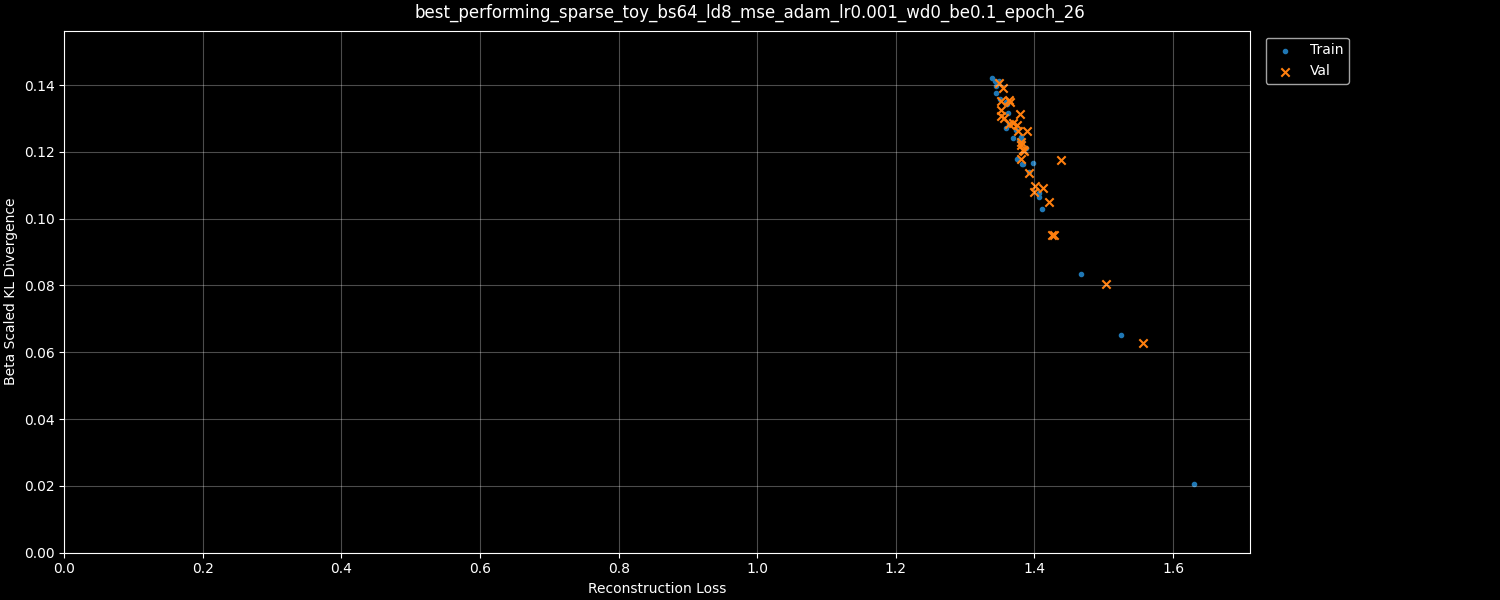 best_performing_sparse_toy_bs64_ld8_mse_adam_lr0.001_wd0_be0.1_epoch_26
Train
Val
Beta Scaled KL Divergence
0.14
0.12
0.10
0.08
0.06
0.04
0.02
0.00
0.0 0.2 0.4 0.6 0.8 1.0 1.2 1.4 1.6
Reconstruction Loss